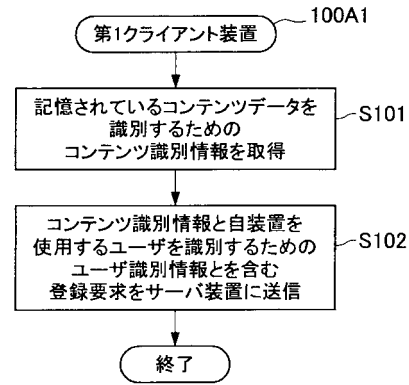 第1クライアント装置
100A1
記憶されているコンテンツデータを
識別するための
コンテンツ識別情報を取得
S101
コンテンツ識別情報と自装置を
使用するユーザを識別するための
ユーザ識別情報とを含む
登録要求をサーバ装置に送信
S102
終了